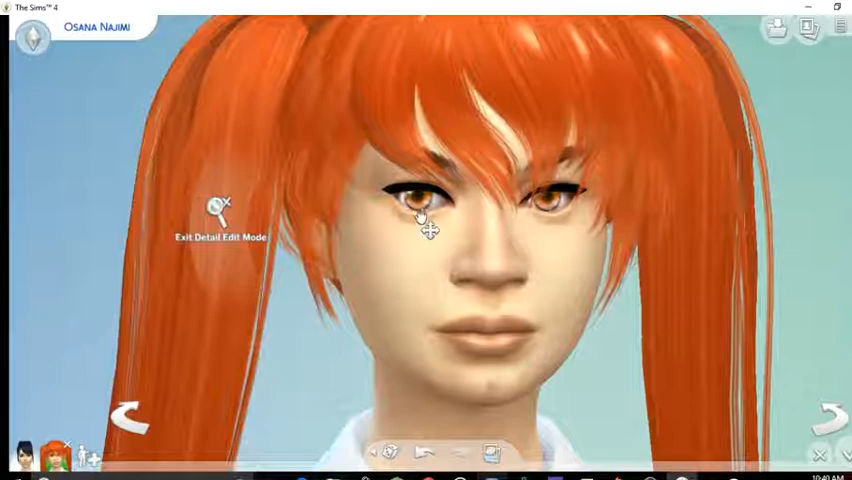 The Sims™ 4
OSANA NAJIMI
Exit Detail Edit Mode
10:40 AM